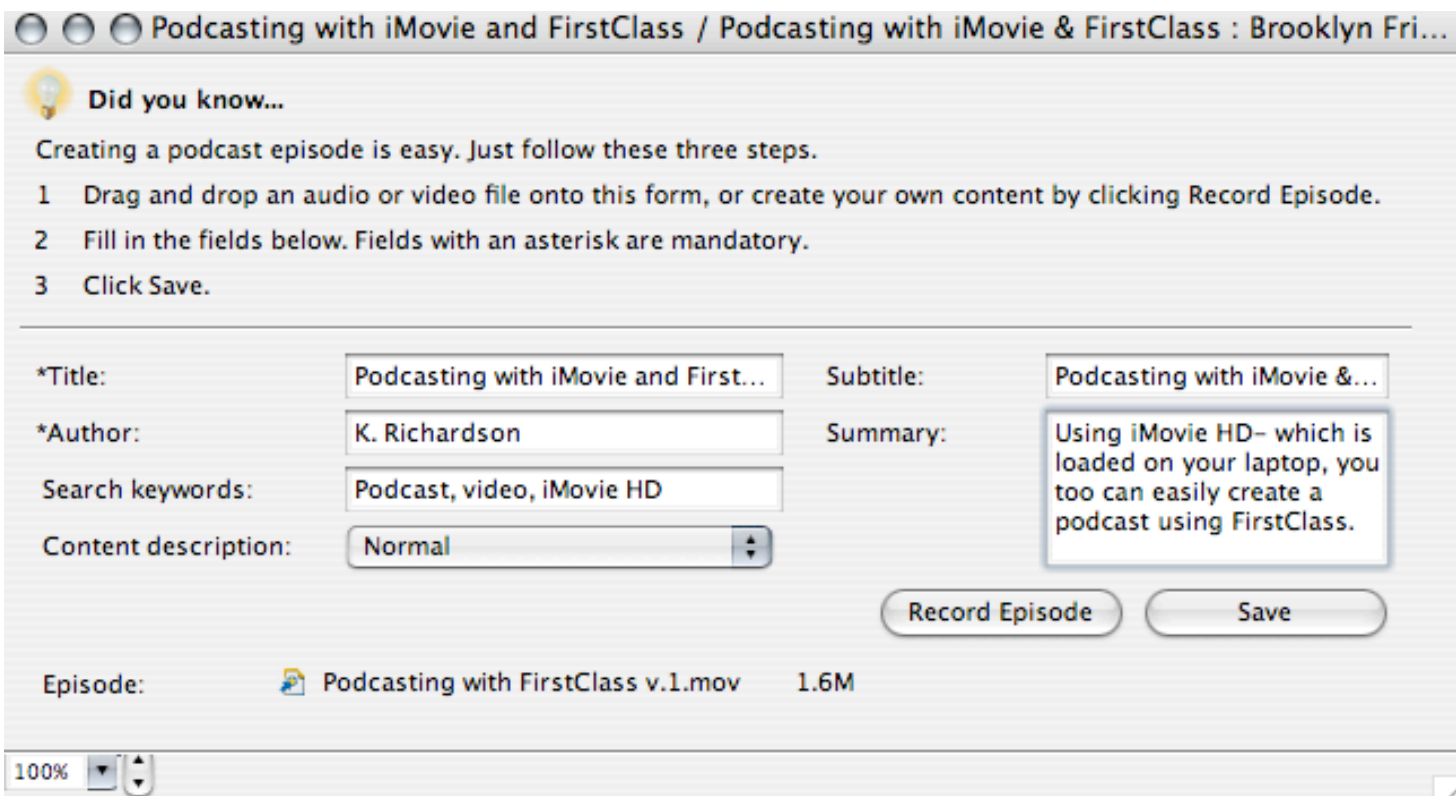 Podcasting with iMovie and FirstClass / Podcasting with iMovie & FirstClass : Brooklyn Fri...
Did you know...
Creating a podcast episode is easy. Just follow these three steps.
1 Drag and drop an audio or video file onto this form, or create your own content by clicking Record Episode.
2 Fill in the fields below. Fields with an asterisk are mandatory.
3 Click Save.
*Title: Podcasting with iMovie and First... Subtitle: Podcasting with iMovie &...
*Author: K. Richardson Summary: Using iMovie HD– which is
loaded on your laptop, you
too can easily create a
podcast using FirstClass.
Search keywords: Podcast, video, iMovie HD
Content description: Normal
Record Episode Save
Episode: Podcasting with FirstClass v.1.mov 1.6M
100%